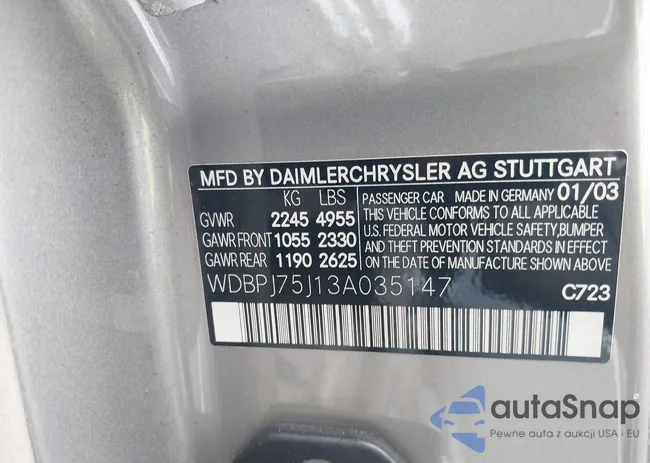 MFD BY DAIMLERCHRYSLER AG STUTTGART
KG LBS PASSENGER CAR MADE IN GERMANY 01/03
GVWR 2245 4955 THIS VEHICLE CONFORMS TO ALL APPLICABLE
U.S. FEDERAL MOTOR VEHICLE SAFETY,BUMPER
GAWR FRONT 1055 2330 AND THEFT PREVENTION STANDARDS IN EFFECT
GAWR REAR 1190 2625 ON THE DATE OF MANUFACTURE SHOWN ABOVE
WDBPJ75J13A035147 C723
autaSnap
Pewne auta z aukcji USA i EU